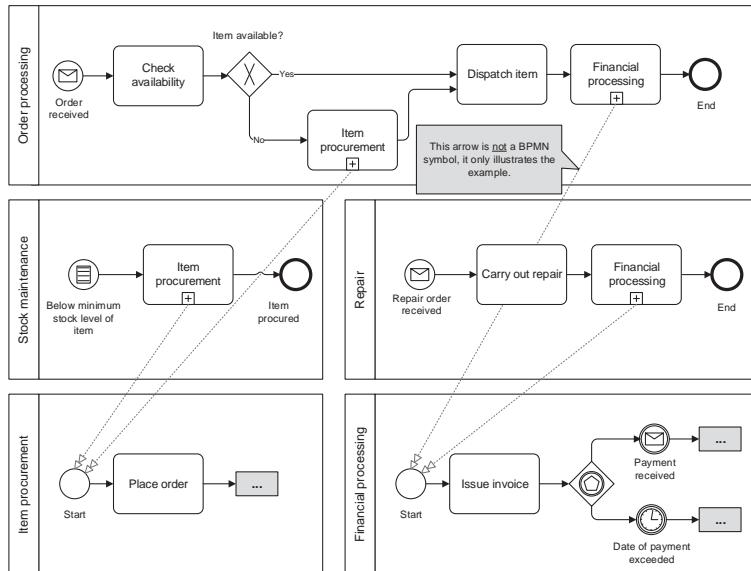 Order processing
Item available?
Order
received
Check
availability
X
Yes
No
Item
procurement
Dispatch item
Financial
processing
End
This arrow is not a BPMN
symbol, it only illustrates the
example.
Stock maintenance
Below minimum
stock level of
item
Item
procurement
Item
procured
Repair
Repair order
received
Carry out repair
Financial
processing
End
Item procurement
Start
Place order
...
Financial processing
Start
Issue invoice
Payment
received
...
Date of payment
exceeded
...